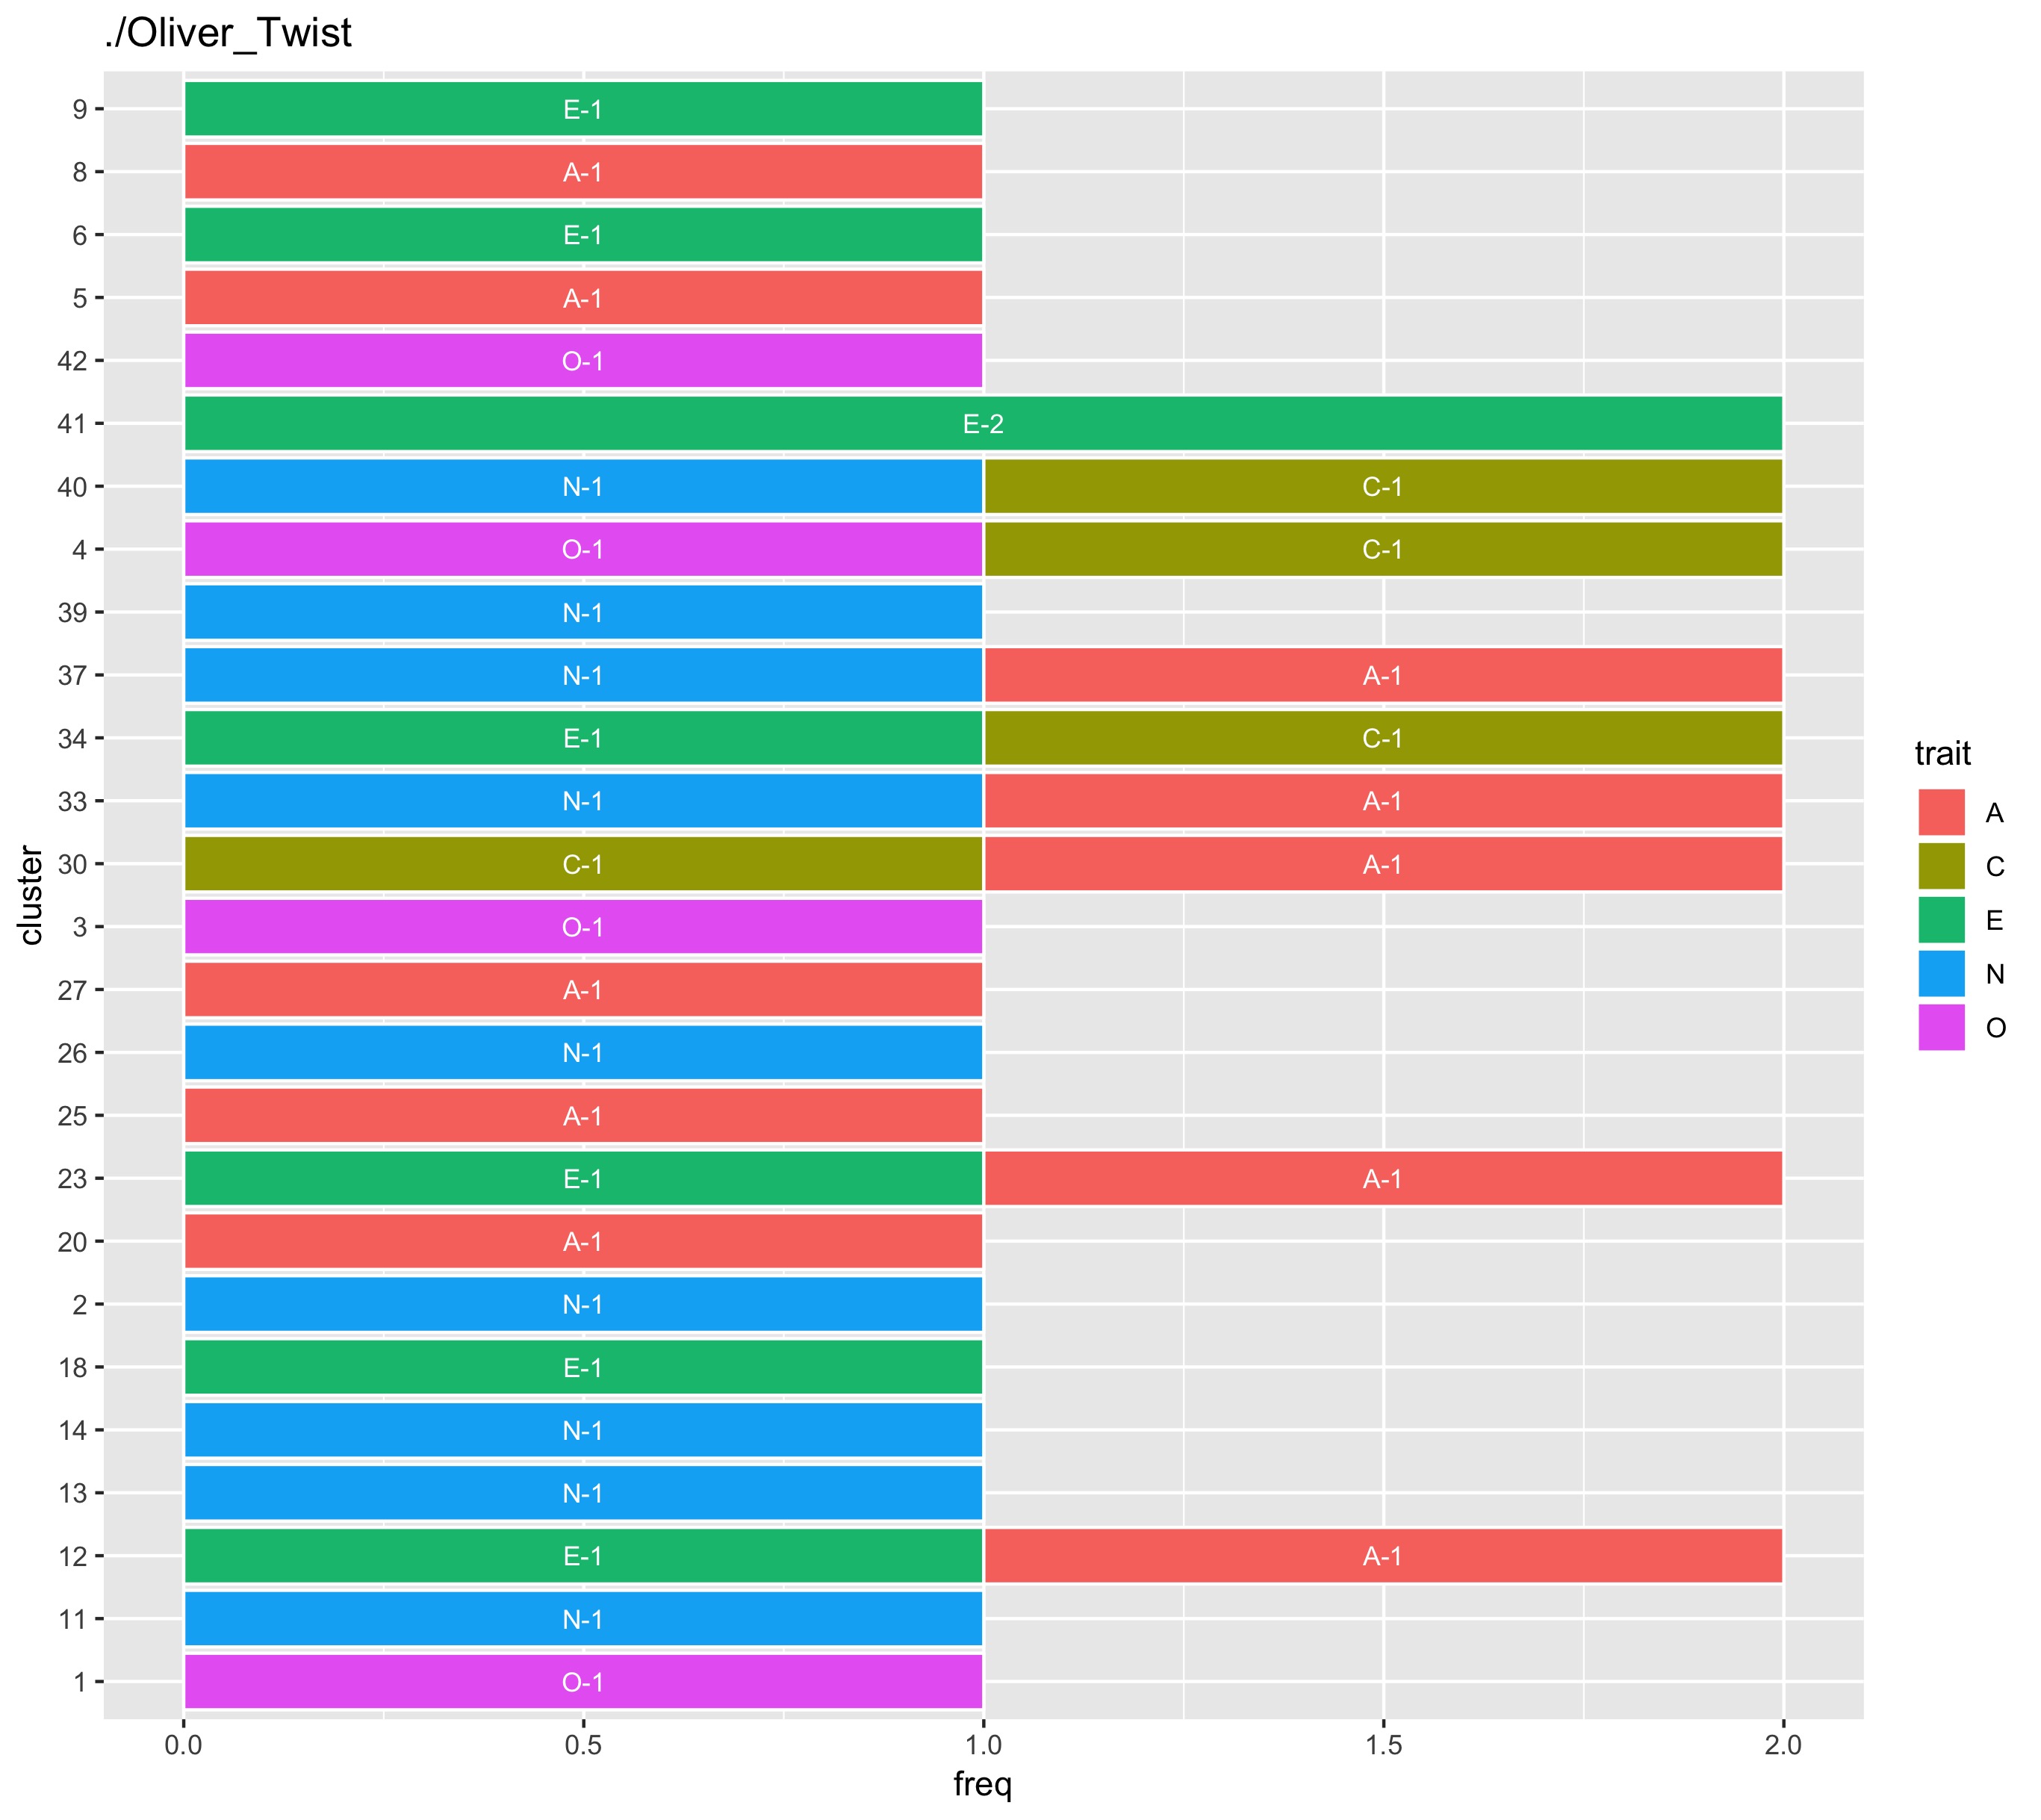 ./Oliver_Twist
9 E-1
8 A-1
6 E-1
5 A-1
42 O-1
41 E-2
40 N-1 C-1
4 O-1 C-1
39 N-1
37 N-1 A-1
34 E-1 C-1
33 N-1 A-1
30 C-1 A-1
3 O-1
27 A-1
26 N-1
25 A-1
23 E-1 A-1
20 A-1
2 N-1
18 E-1
14 N-1
13 N-1
12 E-1 A-1
11 N-1
1 O-1
cluster
0.0 0.5 1.0 1.5 2.0
freq
trait
A
C
E
N
O